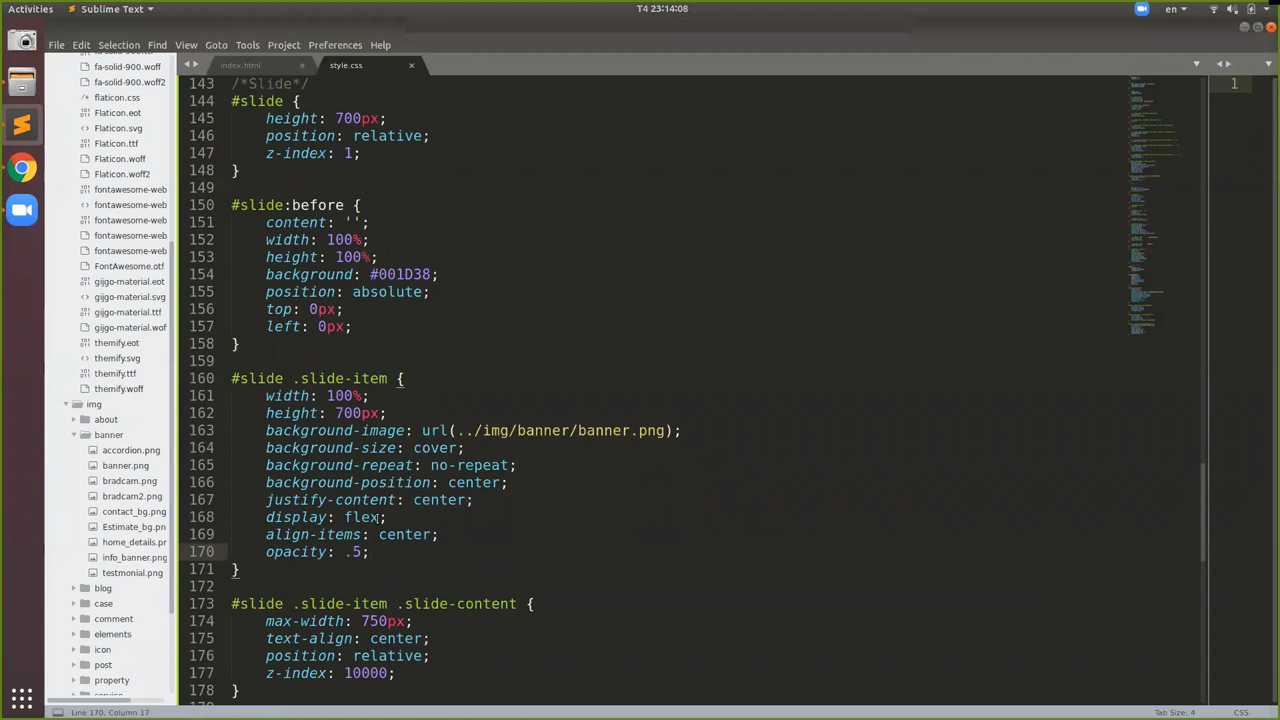 Activities Sublime Text T4 23:14:08 en
File Edit Selection Find View Goto Tools Project Preferences Help
index.html style.css
fa-solid-900.woff
fa-solid-900.woff2
flaticon.css
Flaticon.eot
Flaticon.svg
Flaticon.ttf
Flaticon.woff
Flaticon.woff2
fontawesome-web
fontawesome-web
fontawesome-web
fontawesome-web
fontawesome-web
FontAwesome.otf
gijgo-material.eot
gijgo-material.svg
gijgo-material.ttf
gijgo-material.wof
themify.eot
themify.svg
themify.ttf
themify.woff
img
about
banner
accordion.png
banner.png
bradcam.png
bradcam2.png
contact_bg.png
Estimate_bg.pn
home_details.pr
info_banner.png
testmonial.png
blog
case
comment
elements
icon
post
property
143 /*Slide*/
144 #slide {
145 height: 700px;
146 position: relative;
147 z-index: 1;
148 }
149
150 #slide:before {
151 content: '';
152 width: 100%;
153 height: 100%;
154 background: #001D38;
155 position: absolute;
156 top: 0px;
157 left: 0px;
158 }
159
160 #slide .slide-item {
161 width: 100%;
162 height: 700px;
163 background-image: url(../img/banner/banner.png);
164 background-size: cover;
165 background-repeat: no-repeat;
166 background-position: center;
167 justify-content: center;
168 display: flex;
169 align-items: center;
170 opacity: .5;
171 }
172
173 #slide .slide-item .slide-content {
174 max-width: 750px;
175 text-align: center;
176 position: relative;
177 z-index: 10000;
178 }
1
Line 170, Column 17 Tab Size: 4 CSS